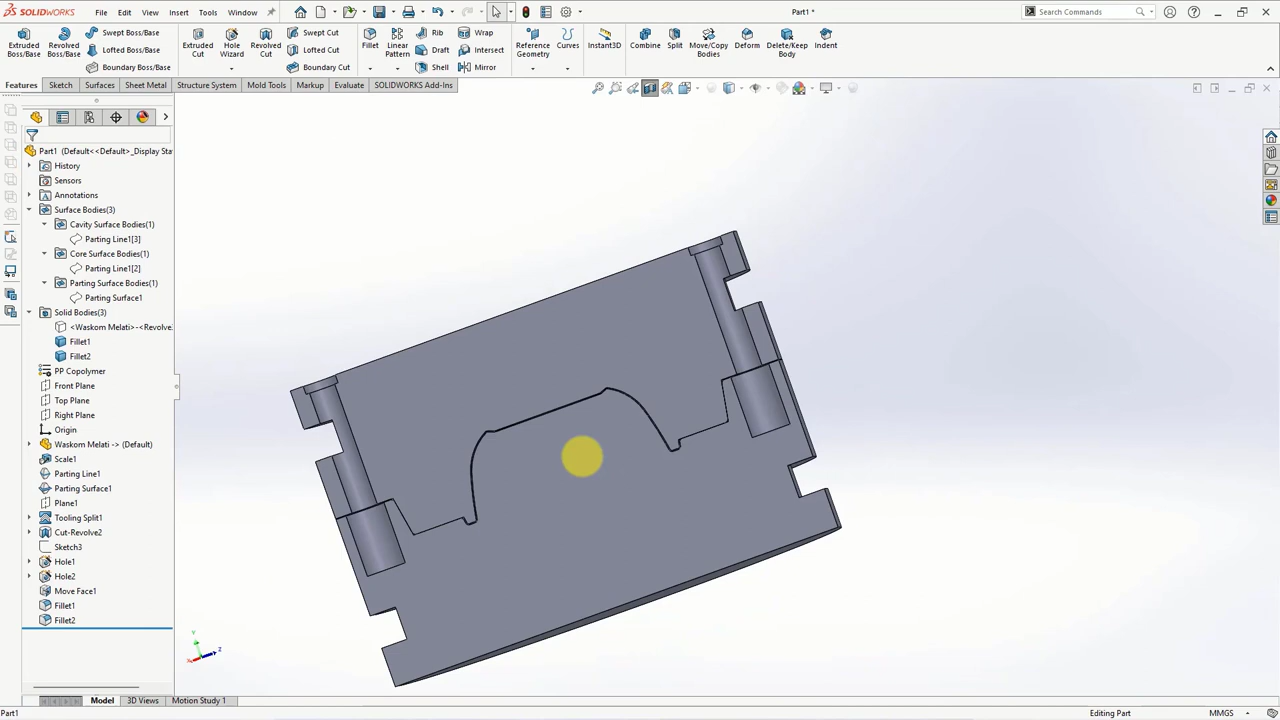 SOLIDWORKS File Edit View Insert Tools Window Part1 * Search Commands
Extruded Boss/Base
Revolved Boss/Base
Swept Boss/Base
Lofted Boss/Base
Boundary Boss/Base
Extruded Cut
Hole Wizard
Revolved Cut
Swept Cut
Lofted Cut
Boundary Cut
Fillet
Linear Pattern
Rib
Draft
Shell
Wrap
Intersect
Mirror
Reference Geometry
Curves
Instant3D
Combine
Split
Move/Copy Bodies
Deform
Delete/Keep Body
Indent
Features Sketch Surfaces Sheet Metal Structure System Mold Tools Markup Evaluate SOLIDWORKS Add-Ins
Part1 (Default<<Default>_Display Sta
History
Sensors
Annotations
Surface Bodies(3)
Cavity Surface Bodies(1)
Parting Line1[3]
Core Surface Bodies(1)
Parting Line1[2]
Parting Surface Bodies(1)
Parting Surface1
Solid Bodies(3)
<Waskom Melati>-<Revolve
Fillet1
Fillet2
PP Copolymer
Front Plane
Top Plane
Right Plane
Origin
Waskom Melati -> (Default)
Scale1
Parting Line1
Parting Surface1
Plane1
Tooling Split1
Cut-Revolve2
Sketch3
Hole1
Hole2
Move Face1
Fillet1
Fillet2
Y
X Z
Model 3D Views Motion Study 1
Part1 Editing Part MMGS